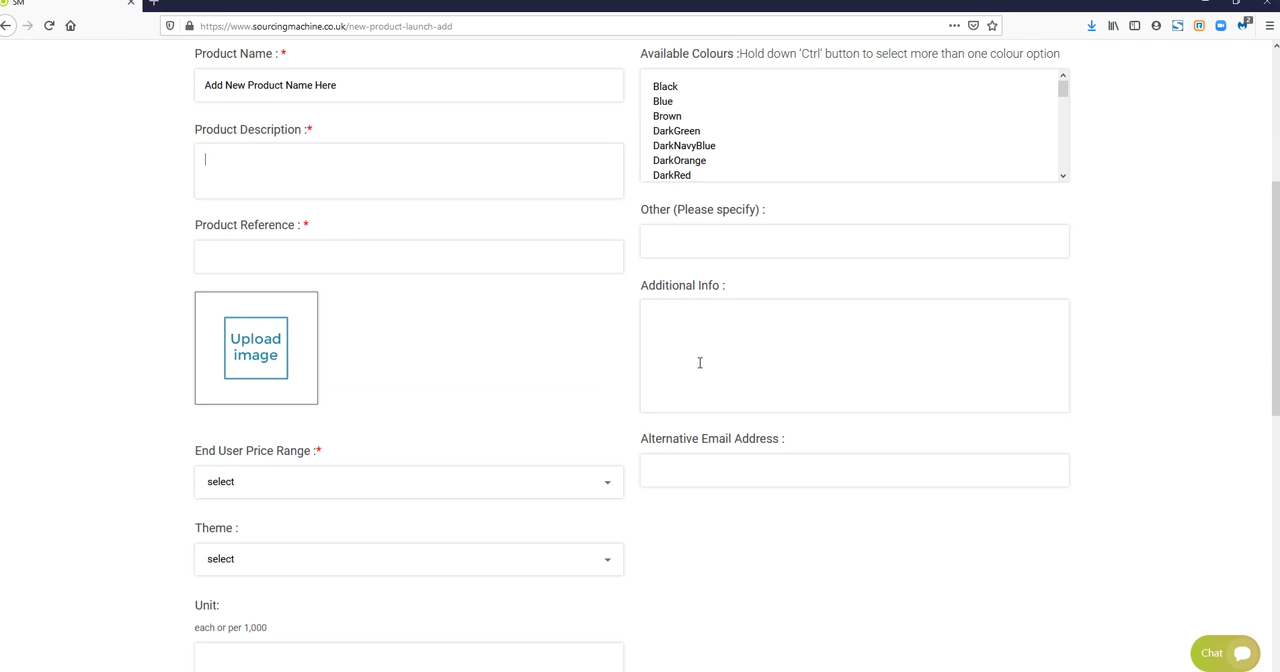 SM
https://www.sourcingmachine.co.uk/new-product-launch-add
2
Product Name : *
Add New Product Name Here
Product Description :*
Product Reference : *
Upload
image
End User Price Range :*
select
Theme :
select
Unit:
each or per 1,000
Available Colours :Hold down ‘Ctrl’ button to select more than one colour option
Black
Blue
Brown
DarkGreen
DarkNavyBlue
DarkOrange
DarkRed
Other (Please specify) :
Additional Info :
Alternative Email Address :
Chat